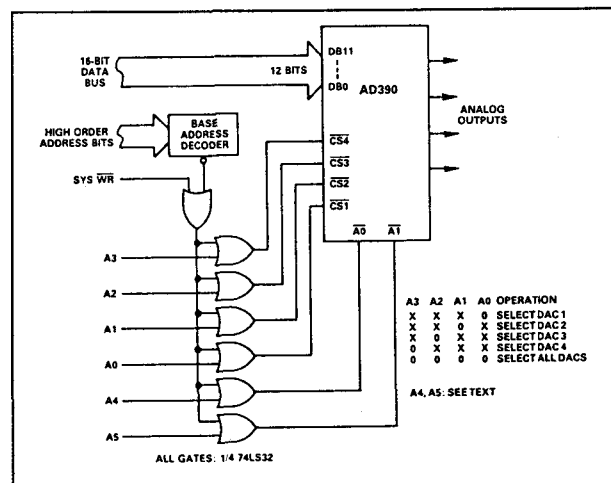 16-BIT
DATA
BUS
12 BITS
DB11
DB0
AD390
ANALOG
OUTPUTS
HIGH ORDER
ADDRESS BITS
BASE
ADDRESS
DECODER
CS4
CS3
CS2
CS1
SYS WR
A0 A1
A3
A2
A1
A0
A4
A5
A3 A2 A1 A0 OPERATION
X X X 0 SELECT DAC 1
X X 0 X SELECT DAC 2
X 0 X X SELECT DAC 3
0 X X X SELECT DAC 4
0 0 0 0 SELECT ALL DACS
A4, A5: SEE TEXT
ALL GATES: 1/4 74LS32